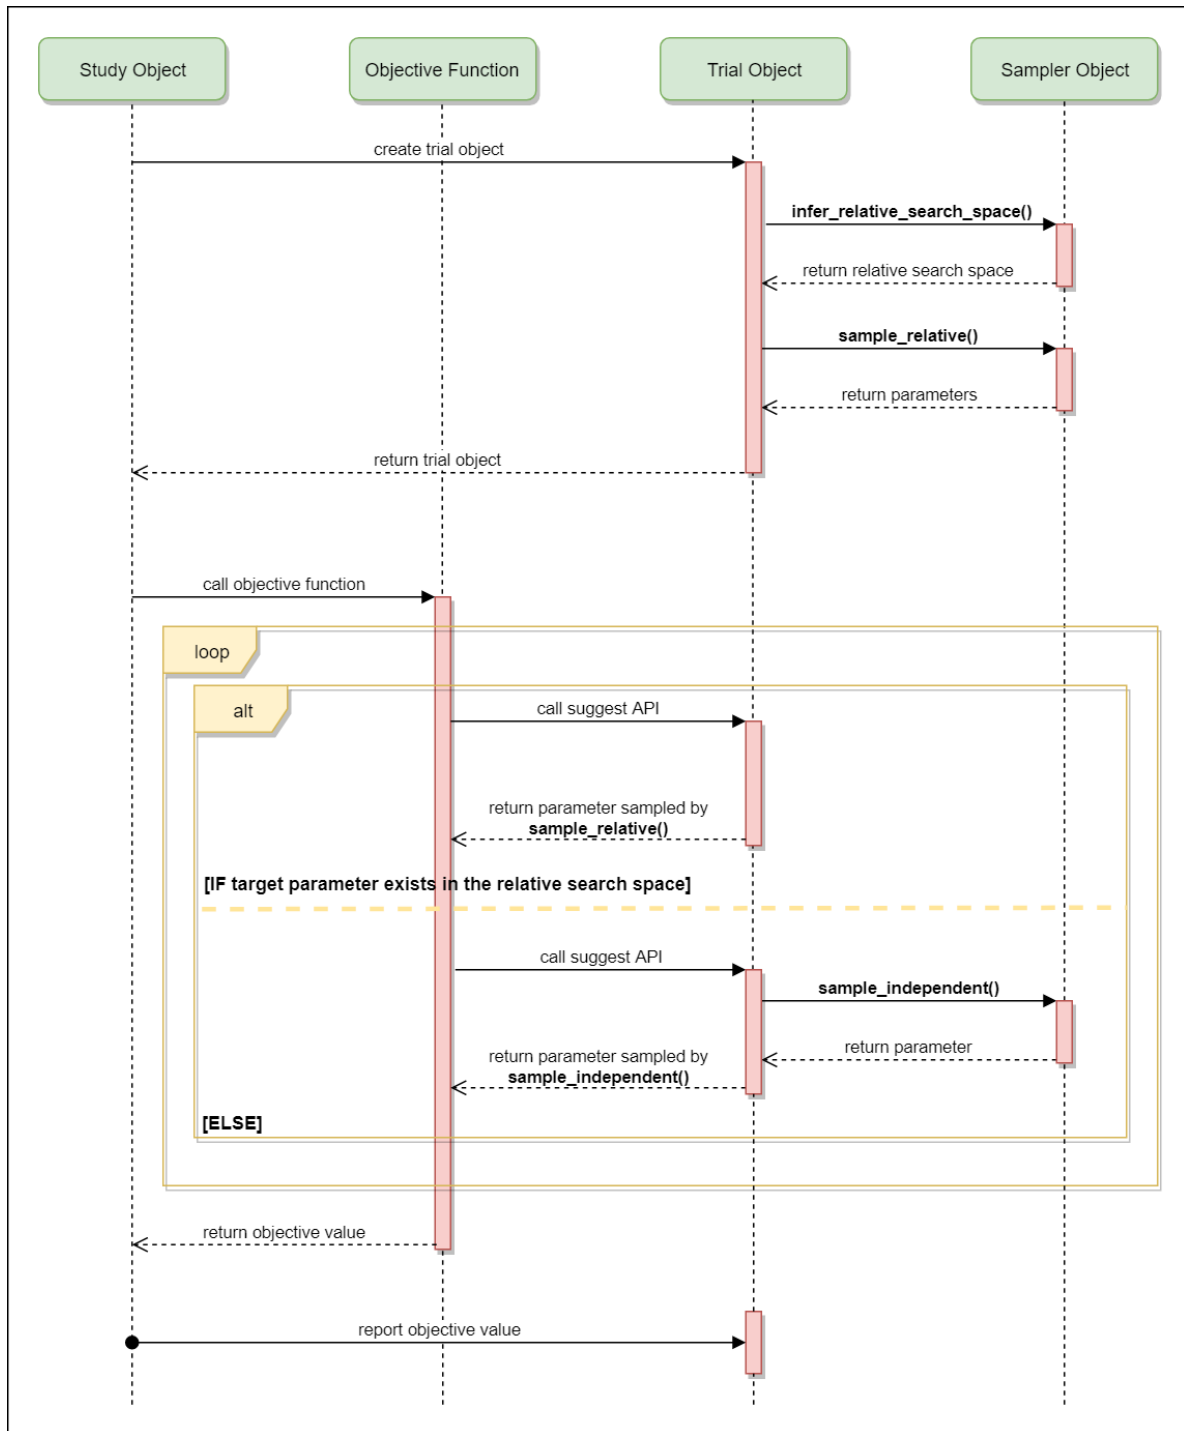 Study Object
Objective Function
Trial Object
Sampler Object
create trial object
infer_relative_search_space()
return relative search space
sample_relative()
return parameters
return trial object
call objective function
loop
alt
call suggest API
return parameter sampled by
sample_relative()
[IF target parameter exists in the relative search space]
call suggest API
sample_independent()
return parameter
return parameter sampled by
sample_independent()
[ELSE]
return objective value
report objective value